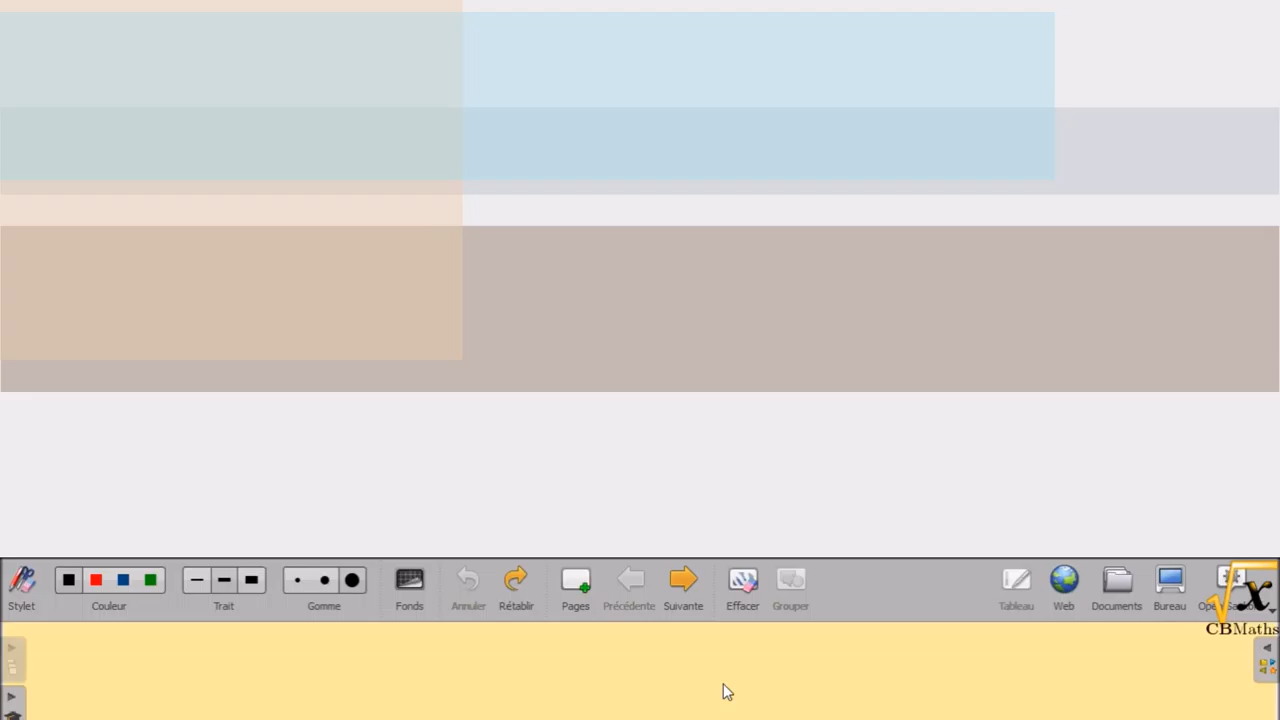 Stylet Couleur Trait Gomme Fonds Annuler Rétablir Pages Précédente Suivante Effacer Grouper Tableau Web Documents Bureau
CBMaths